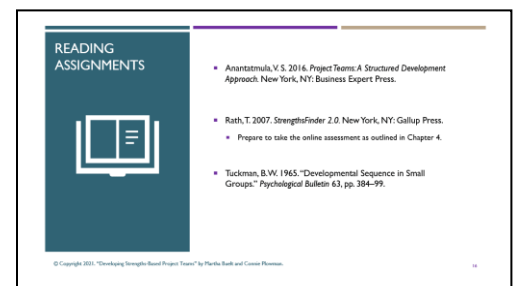 READING
ASSIGNMENTS
▪ Anantatmula, V. S. 2016. Project Teams: A Structured Development
Approach. New York, NY: Business Expert Press.
▪ Rath, T. 2007. StrengthsFinder 2.0. New York, NY: Gallup Press.
▪ Prepare to take the online assessment as outlined in Chapter 4.
▪ Tuckman, B.W. 1965. “Developmental Sequence in Small
Groups.” Psychological Bulletin 63, pp. 384–99.
© Copyright 2021. "Developing Strengths-Based Project Teams" by Martha Buelt and Connie Plowman.